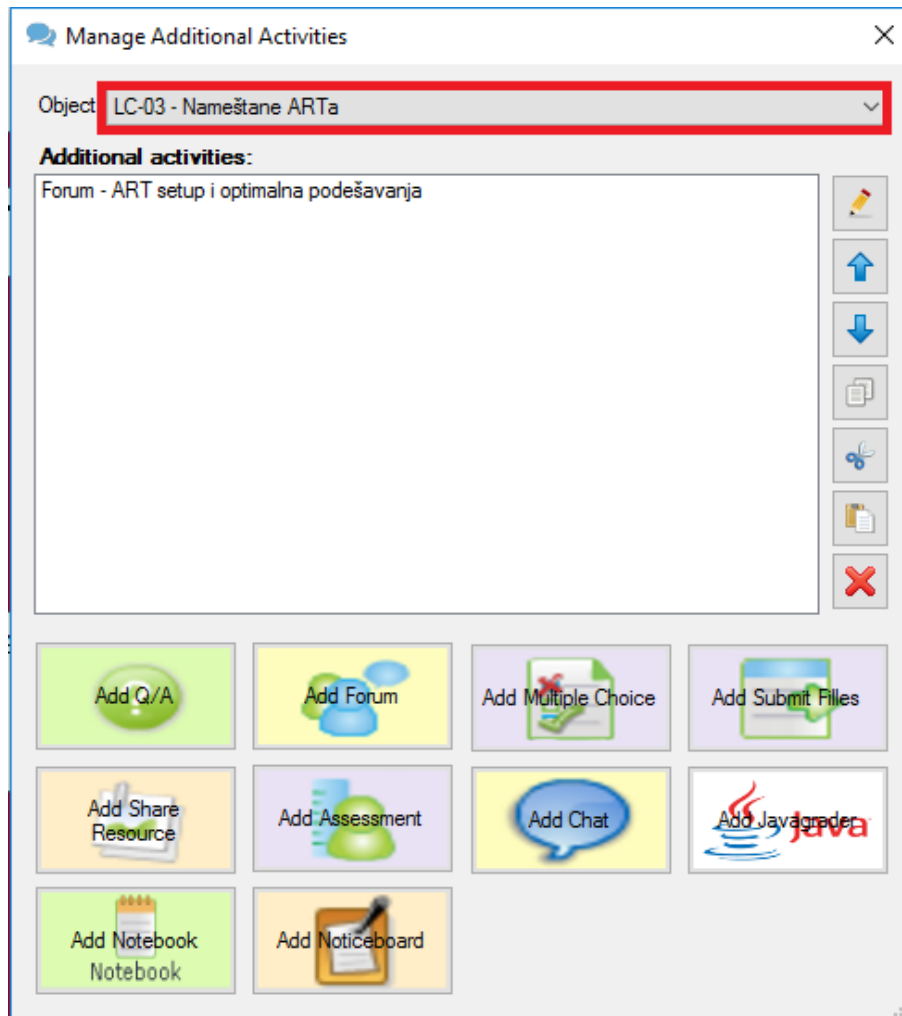 Manage Additional Activities
Object LC-03 - Nameštane ARTa
Additional activities:
Forum - ART setup i optimalna podešavanja
Add Q/A
Add Forum
Add Multiple Choice
Add Submit Filles
Add Share
Resource
Add Assessment
Add Chat
Add Javagrader
Java
Add Notebook
Notebook
Add Noticeboard